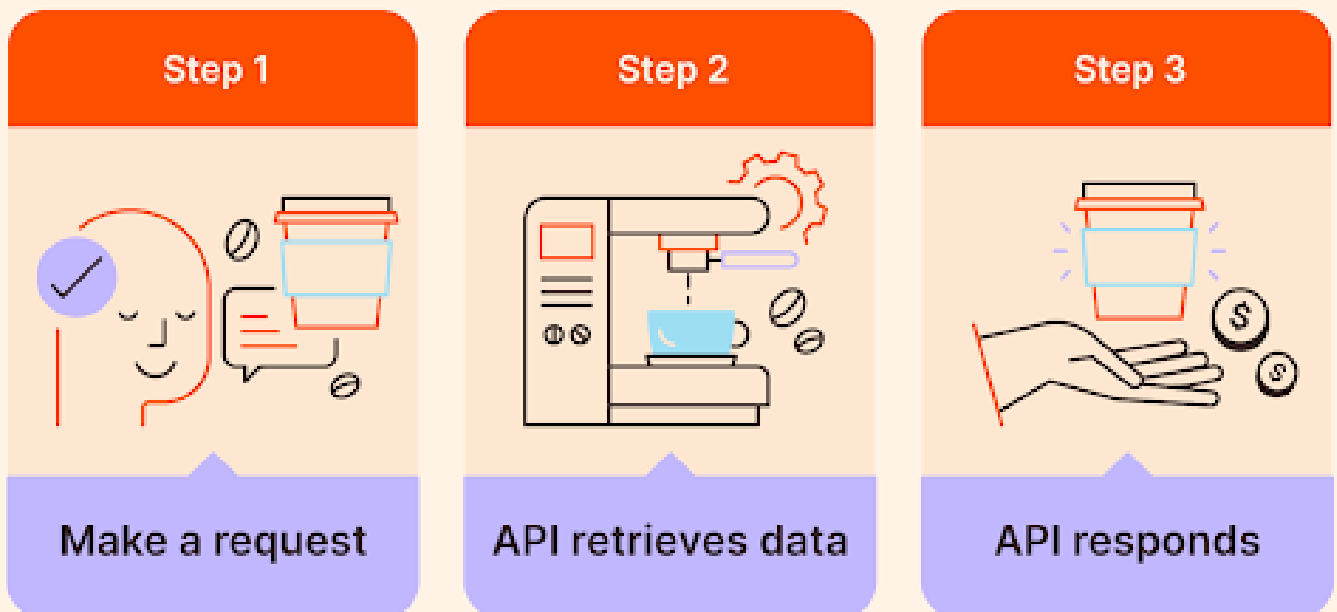 Step 1
Make a request
Step 2
API retrieves data
Step 3
$
$
API responds